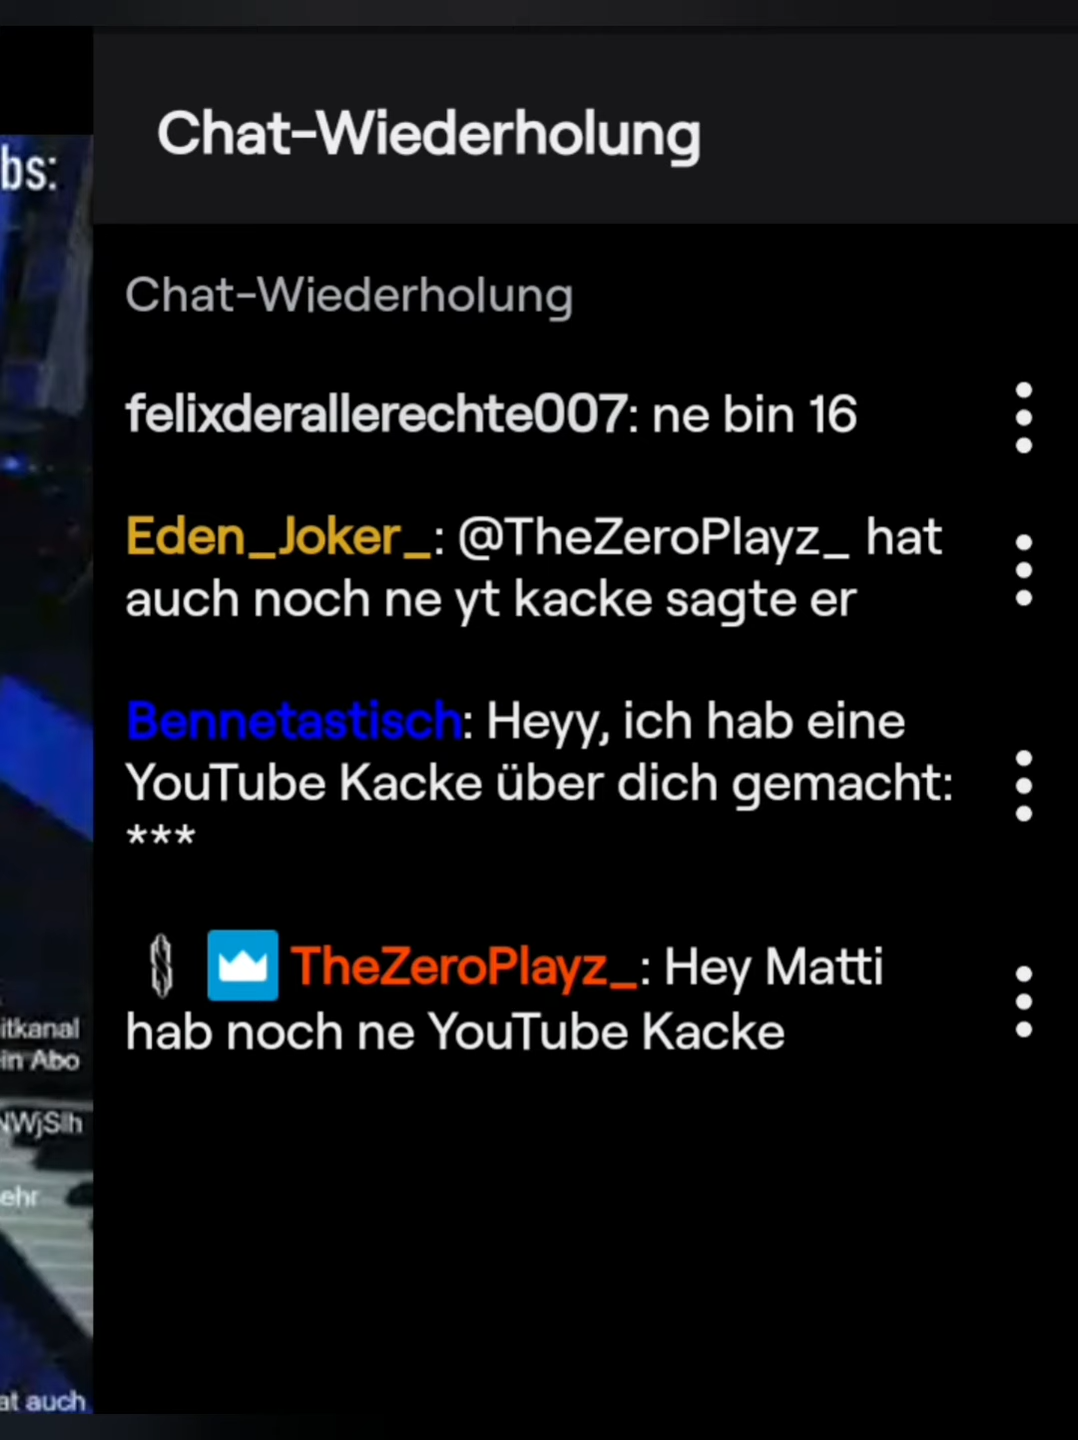 bs:
Chat-Wiederholung
Chat-Wiederholung
felixderallerechte007: ne bin 16
Eden_Joker_: @TheZeroPlayz_ hat
auch noch ne yt kacke sagte er
Bennetastisch: Heyy, ich hab eine
YouTube Kacke über dich gemacht:
***
TheZeroPlayz_: Hey Matti
hab noch ne YouTube Kacke
itkanal
in Abo
ehr
at auch